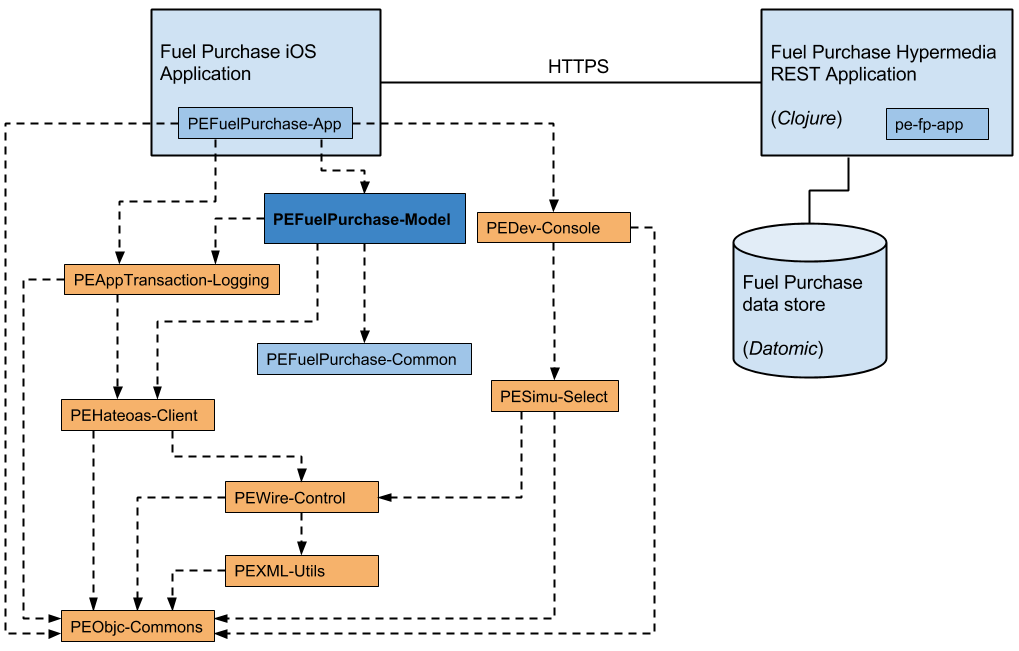 Fuel Purchase iOS
Application
PEFuelPurchase-App
HTTPS
Fuel Purchase Hypermedia
REST Application
(Clojure)
pe-fp-app
PEFuelPurchase-Model
PEDev-Console
PEAppTransaction-Logging
Fuel Purchase
data store
(Datomic)
PEFuelPurchase-Common
PESimu-Select
PEHateoas-Client
PEWire-Control
PEXML-Utils
PEObjc-Commons